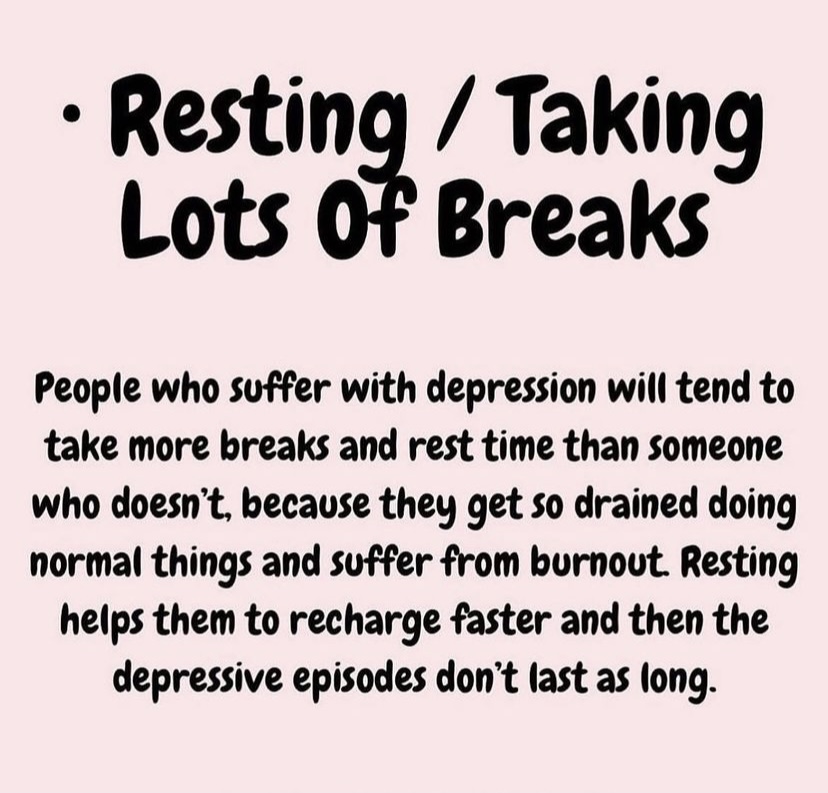 • Resting / Taking
Lots Of Breaks
People who suffer with depression will tend to
take more breaks and rest time than someone
who doesn't, because they get so drained doing
normal things and suffer from burnout. Resting
helps them to recharge faster and then the
depressive episodes don't last as long.